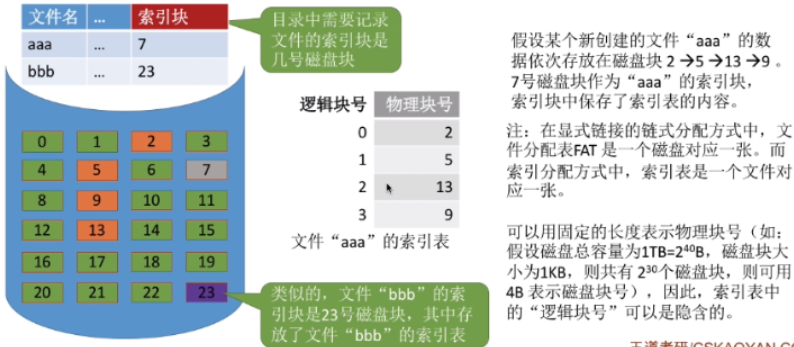 文件名 ... 索引块
aaa ... 7
bbb ... 23
目录中需要记录
文件的索引块是
几号磁盘块
0 1 2 3
4 5 6 7
8 9 10 11
12 13 14 15
16 17 18 19
20 21 22 23
逻辑块号 物理块号
0 2
1 5
2 13
3 9
文件“aaa”的索引表
类似的，文件“bbb”的索
引块是23号磁盘块，其中存
放了文件“bbb”的索引表
假设某个新创建的文件“aaa”的数
据依次存放在磁盘块 2→5→13→9 。
7号磁盘块作为“aaa”的索引块，
索引块中保存了索引表的内容。
注：在显式链接的链式分配方式中，文
件分配表FAT 是一个磁盘对应一张。而
索引分配方式中，索引表是一个文件对
应一张。
可以用固定的长度表示物理块号（如：
假设磁盘总容量为1TB=2⁴⁰B，磁盘块大
小为1KB，则共有 2³⁰个磁盘块，则可用
4B 表示磁盘块号），因此，索引表中
的“逻辑块号”可以是隐含的。